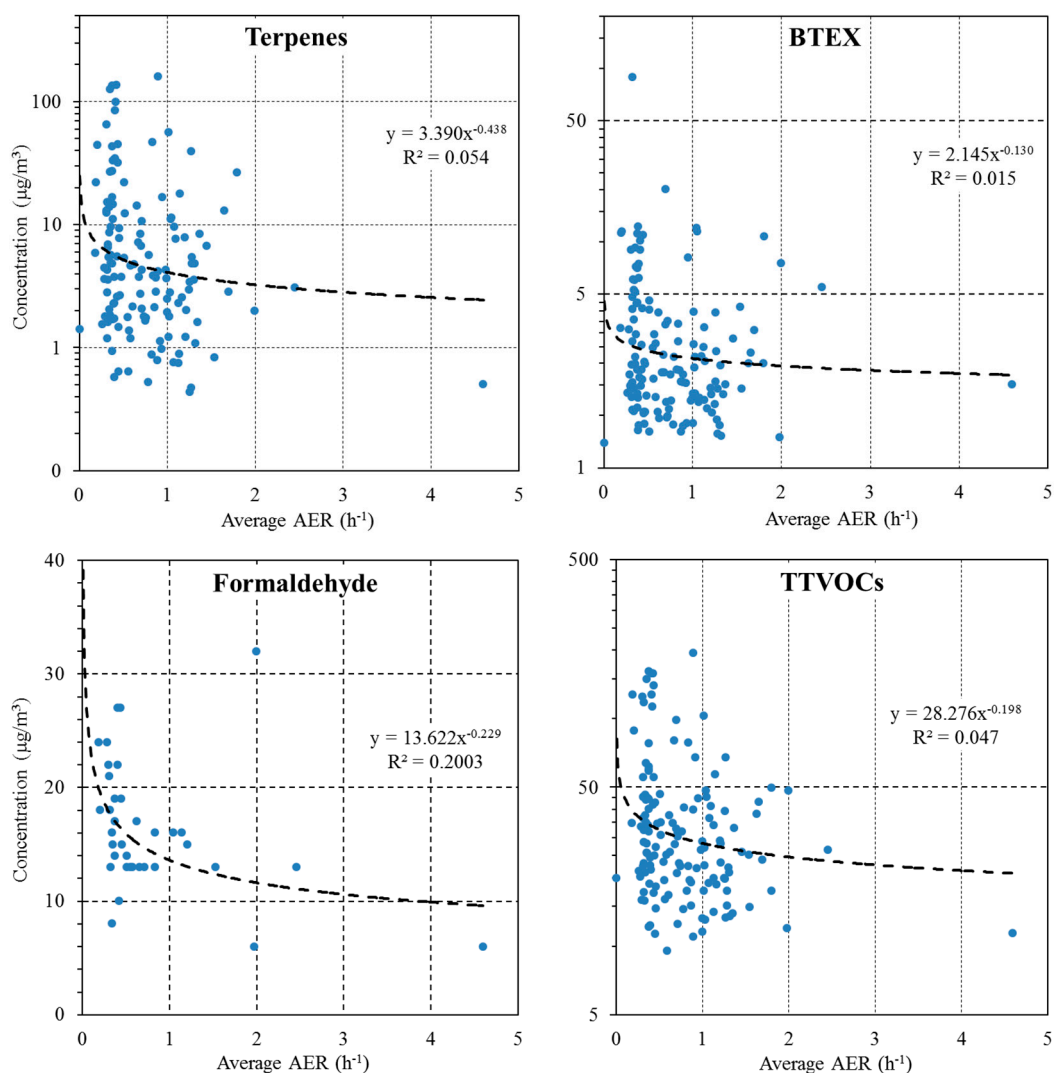 Terpenes
Concentration (µg/m³)
100
10
1
0
y = 3.390x^-0.438
R² = 0.054
0 1 2 3 4 5
Average AER (h⁻¹)
BTEX
50
5
1
y = 2.145x^-0.130
R² = 0.015
0 1 2 3 4 5
Average AER (h⁻¹)
Formaldehyde
Concentration (µg/m³)
40
30
20
10
0
y = 13.622x^-0.229
R² = 0.2003
0 1 2 3 4 5
Average AER (h⁻¹)
TTVOCs
500
50
5
y = 28.276x^-0.198
R² = 0.047
0 1 2 3 4 5
Average AER (h⁻¹)